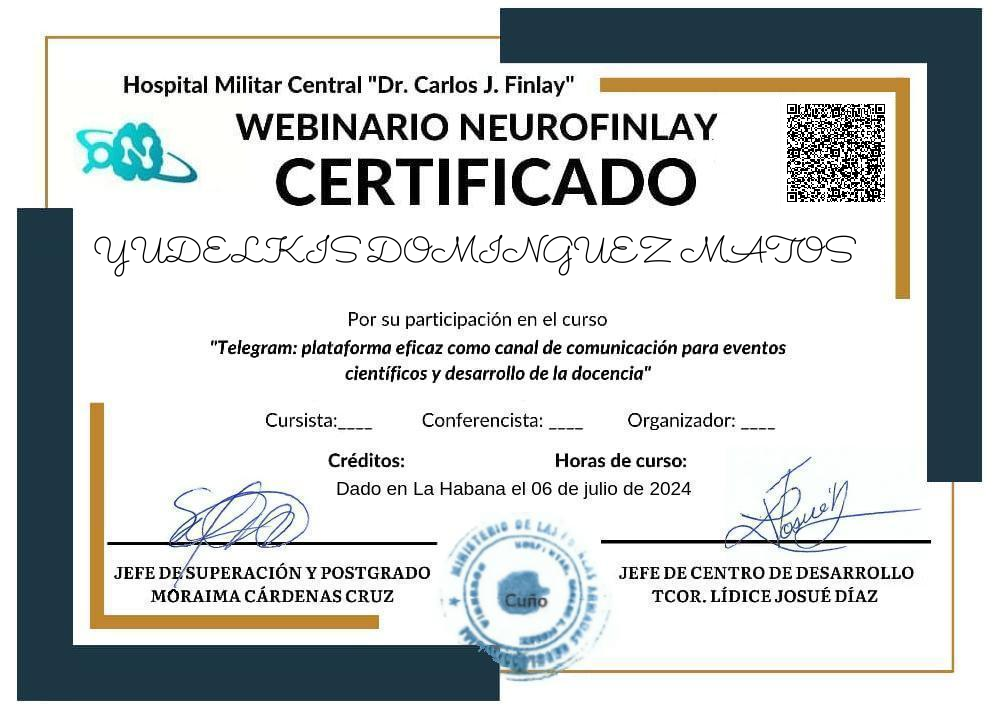 Hospital Militar Central "Dr. Carlos J. Finlay"
WEBINARIO NEUROFINLAY
CERTIFICADO
YUDELKIS DOMINGUEZ MATOS
Por su participación en el curso
"Telegram: plataforma eficaz como canal de comunicación para eventos
científicos y desarrollo de la docencia"
Cursista:____ Conferencista: ____ Organizador: ____
Créditos: Horas de curso:
Dado en La Habana el 06 de julio de 2024
JEFE DE SUPERACIÓN Y POSTGRADO
MORAIMA CÁRDENAS CRUZ
JEFE DE CENTRO DE DESARROLLO
TCOR. LÍDICE JOSUÉ DÍAZ
MINISTERIO DE LAS
Cuño